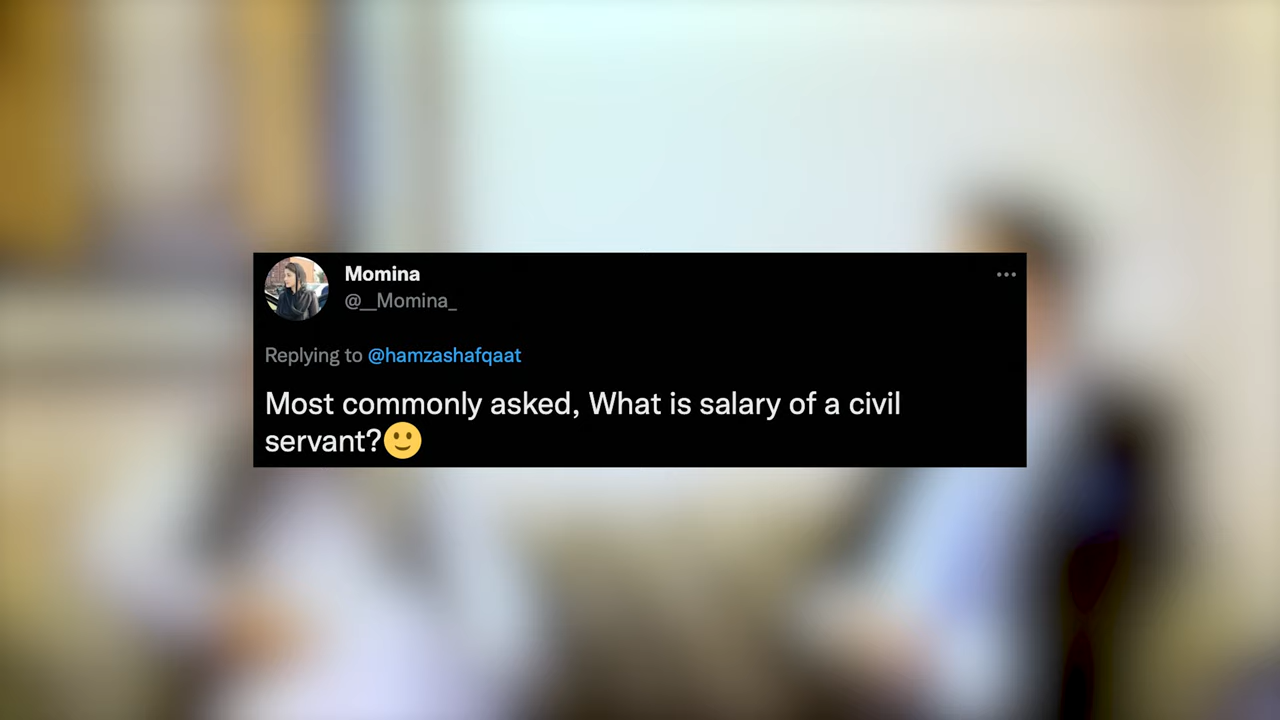 Momina
@__Momina_
Replying to @hamzashafqaat
Most commonly asked, What is salary of a civil
servant?🙂